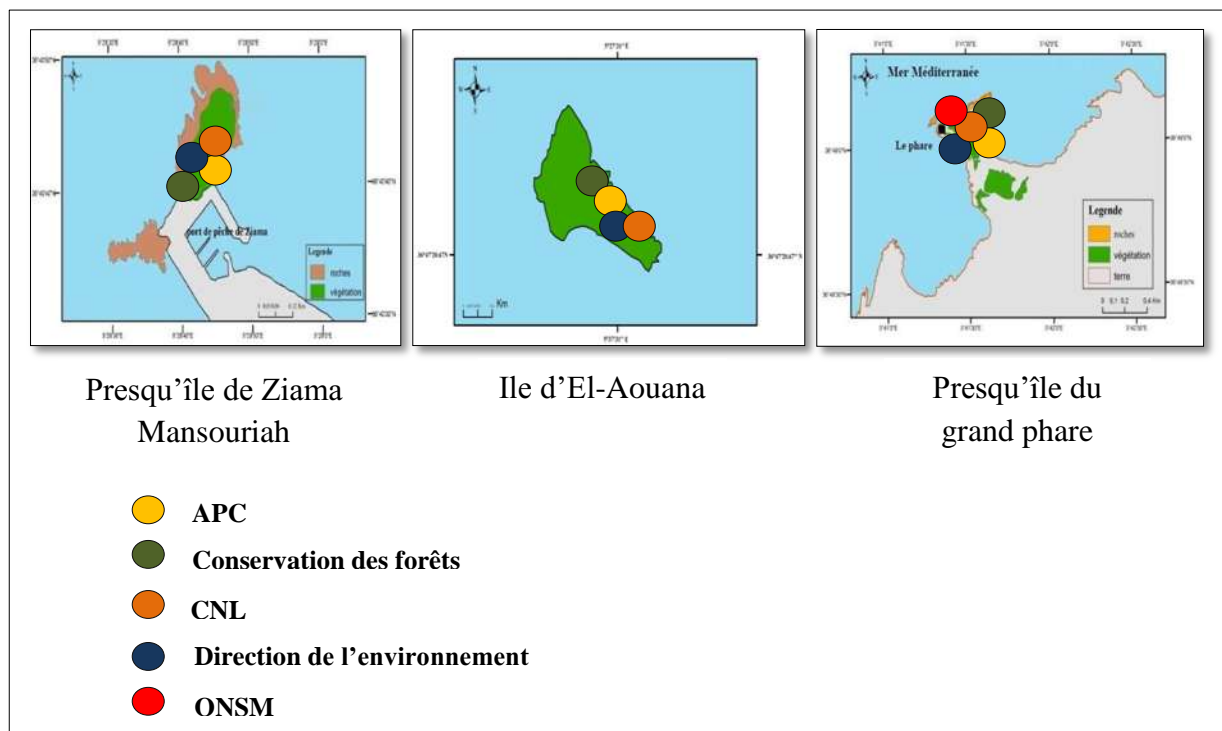 Mer Méditerranée
Le phare
port de pêche de Ziama
Legende
roches
végétation
Km
Legende
roches
végétation
terre
Presqu’île de Ziama
Mansouriah
Ile d’El-Aouana
Presqu’île du
grand phare
APC
Conservation des forêts
CNL
Direction de l’environnement
ONSM